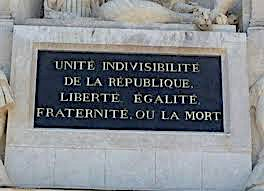 UNITÉ INDIVISIBILITÉ
DE LA RÉPUBLIQUE,
LIBERTÉ, ÉGALITÉ,
FRATERNITÉ, OU LA MORT